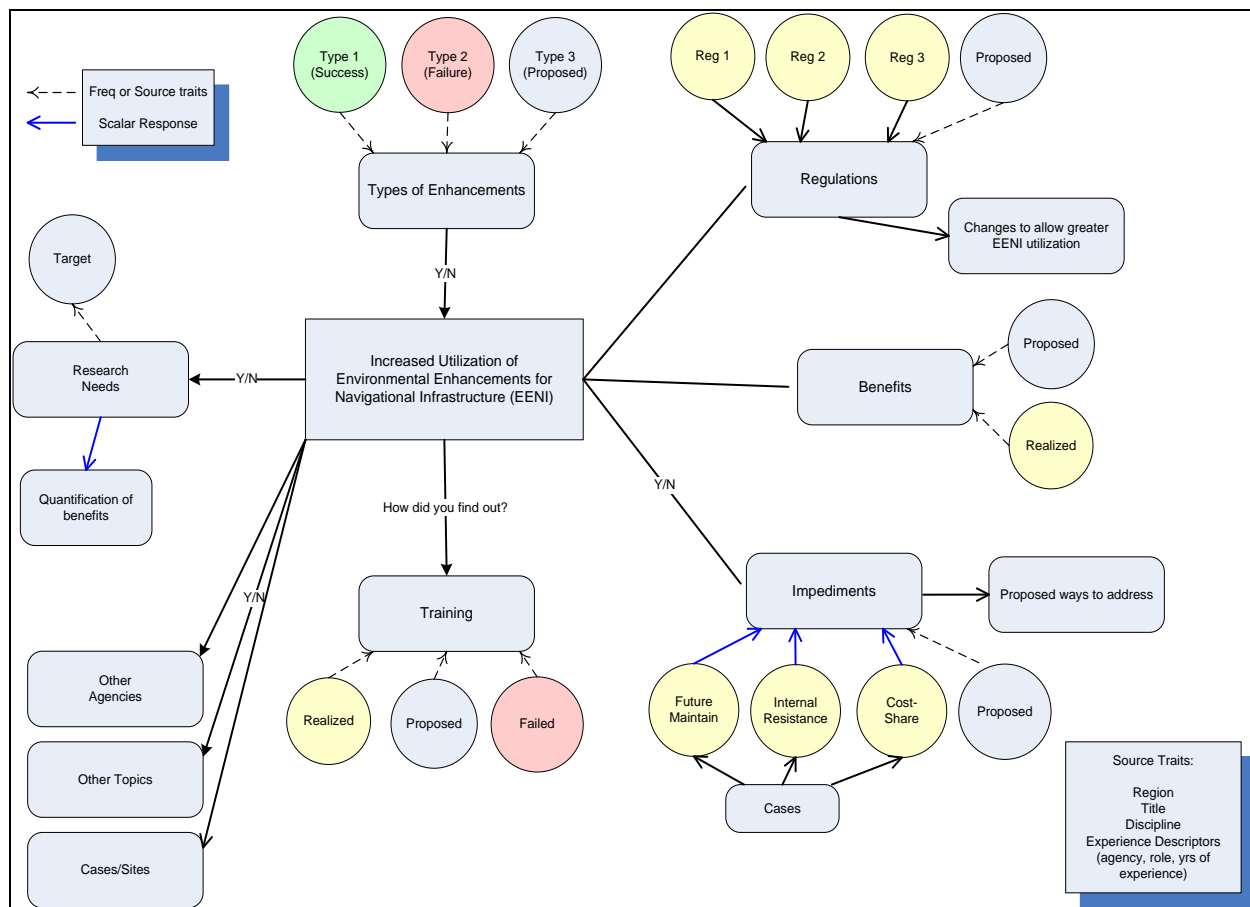 Freq or Source traits
Scalar Response
Type 1
(Success)
Type 2
(Failure)
Type 3
(Proposed)
Types of Enhancements
Y/N
Reg 1
Reg 2
Reg 3
Proposed
Regulations
Changes to allow greater
EENI utilization
Target
Research
Needs
Y/N
Quantification of
benefits
Increased Utilization of
Environmental Enhancements for
Navigational Infrastructure (EENI)
Benefits
Proposed
Realized
Y/N
How did you find out?
Training
Realized
Proposed
Failed
Y/N
Other
Agencies
Other Topics
Cases/Sites
Impediments
Proposed ways to address
Future
Maintain
Internal
Resistance
Cost-
Share
Proposed
Cases
Source Traits:
Region
Title
Discipline
Experience Descriptors
(agency, role, yrs of
experience)